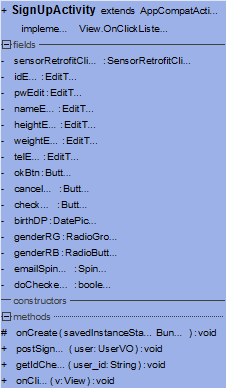 + SignUpActivity extends AppCompatActi...
impleme... View.OnClickListe...
fields
- sensorRetrofitCli... : SensorRetrofitCli...
- idE... : EditT...
- pwEdit : EditT...
- nameE... : EditT...
- heightE... : EditT...
- weightE... : EditT...
- telE... : EditT...
- okBtn : Butt...
- cancel... : Butt...
- check... : Butt...
- birthDP : DatePic...
- genderRG : RadioGro...
- genderRB : RadioButt...
- emailSpin... : Spin...
- doChecke... : boole...
constructors
methods
# onCreate ( savedInstanceSta... Bun... ) : void
+ postSign... ( user: UserVO ) : void
+ getIdChe... ( user_id: String ) : void
+ onCli... ( v: View ) : void